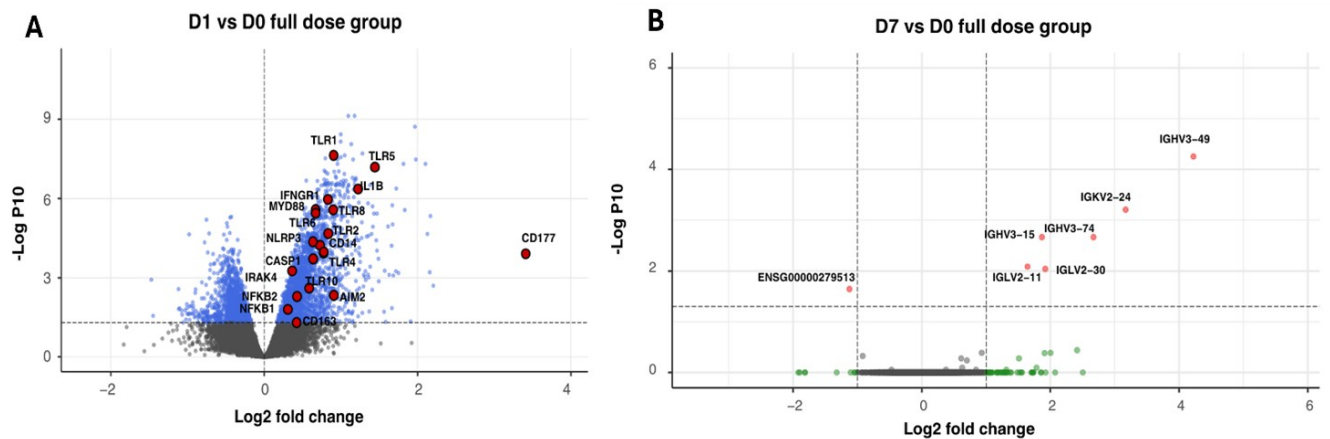 A
D1 vs D0 full dose group
-Log P10
9
6
3
0
TLR1
TLR5
IL1B
IFNGR1
MYD88
TLR8
TLR6
TLR2
NLRP3
CD14
CD177
CASP1
TLR4
IRAK4
TLR10
NFKB2
AIM2
NFKB1
CD163
−2
0
2
4
Log2 fold change
B
D7 vs D0 full dose group
-Log P10
6
4
2
0
IGHV3−49
IGKV2−24
IGHV3−15
IGHV3−74
IGLV2−11
IGLV2−30
ENSG00000279513
−2
0
2
4
6
Log2 fold change